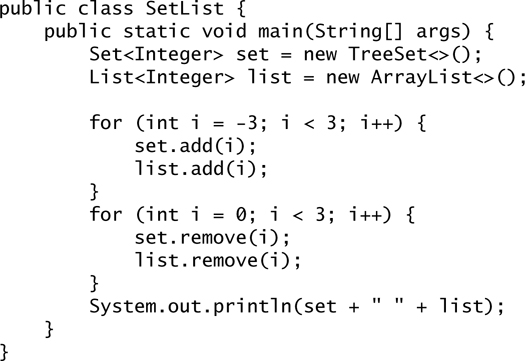 public class SetList {
    public static void main(String[] args) {
        Set<Integer> set = new TreeSet<>();
        List<Integer> list = new ArrayList<>();

        for (int i = -3; i < 3; i++) {
            set.add(i);
            list.add(i);
        }
        for (int i = 0; i < 3; i++) {
            set.remove(i);
            list.remove(i);
        }
        System.out.println(set + " " + list);
    }
}